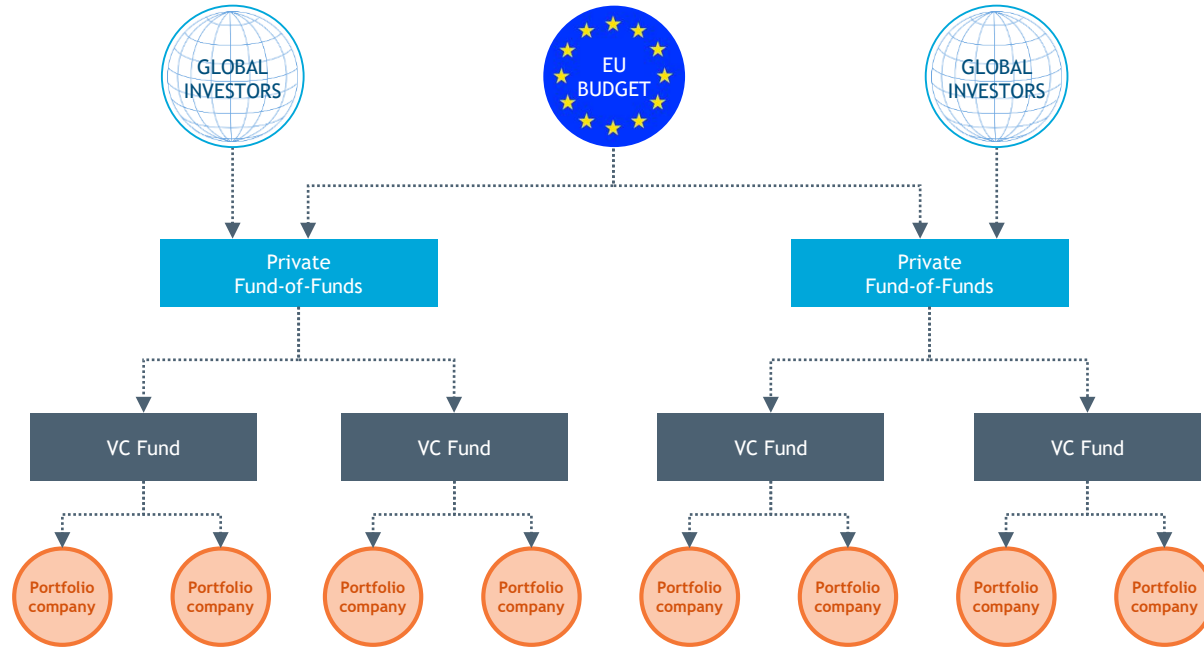 GLOBAL
INVESTORS
EU
BUDGET
GLOBAL
INVESTORS
Private
Fund-of-Funds
Private
Fund-of-Funds
VC Fund
VC Fund
VC Fund
VC Fund
Portfolio
company
Portfolio
company
Portfolio
company
Portfolio
company
Portfolio
company
Portfolio
company
Portfolio
company
Portfolio
company